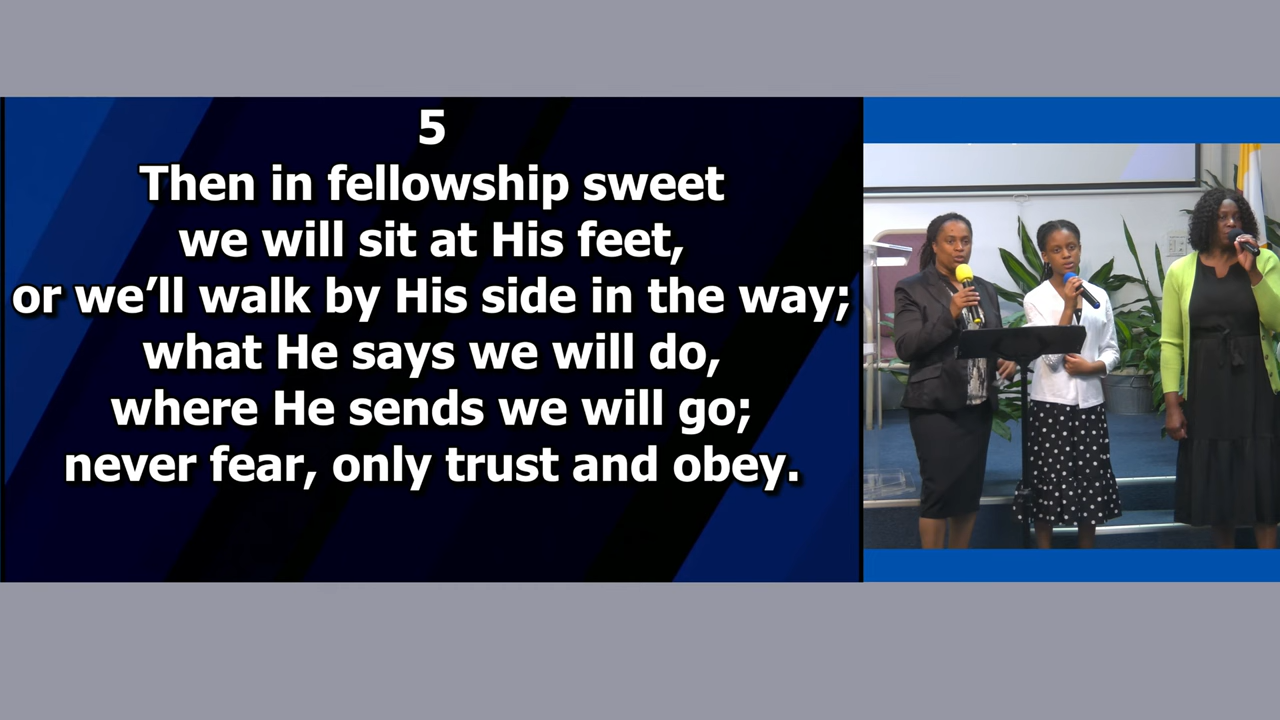 5
Then in fellowship sweet
we will sit at His feet,
or we’ll walk by His side in the way;
what He says we will do,
where He sends we will go;
never fear, only trust and obey.